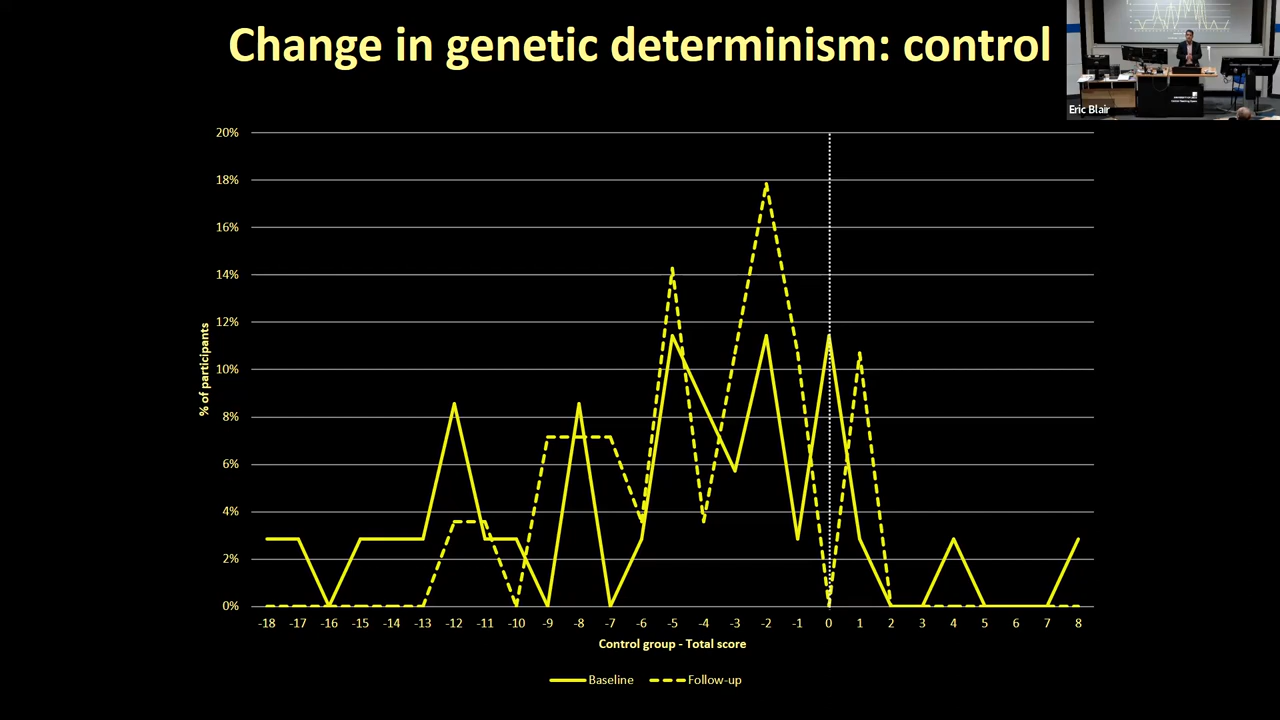 Change in genetic determinism: control
Eric Blair
20%
18%
16%
14%
12%
10%
8%
6%
4%
2%
0%
% of participants
-18 -17 -16 -15 -14 -13 -12 -11 -10 -9 -8 -7 -6 -5 -4 -3 -2 -1 0 1 2 3 4 5 6 7 8
Control group - Total score
Baseline Follow-up